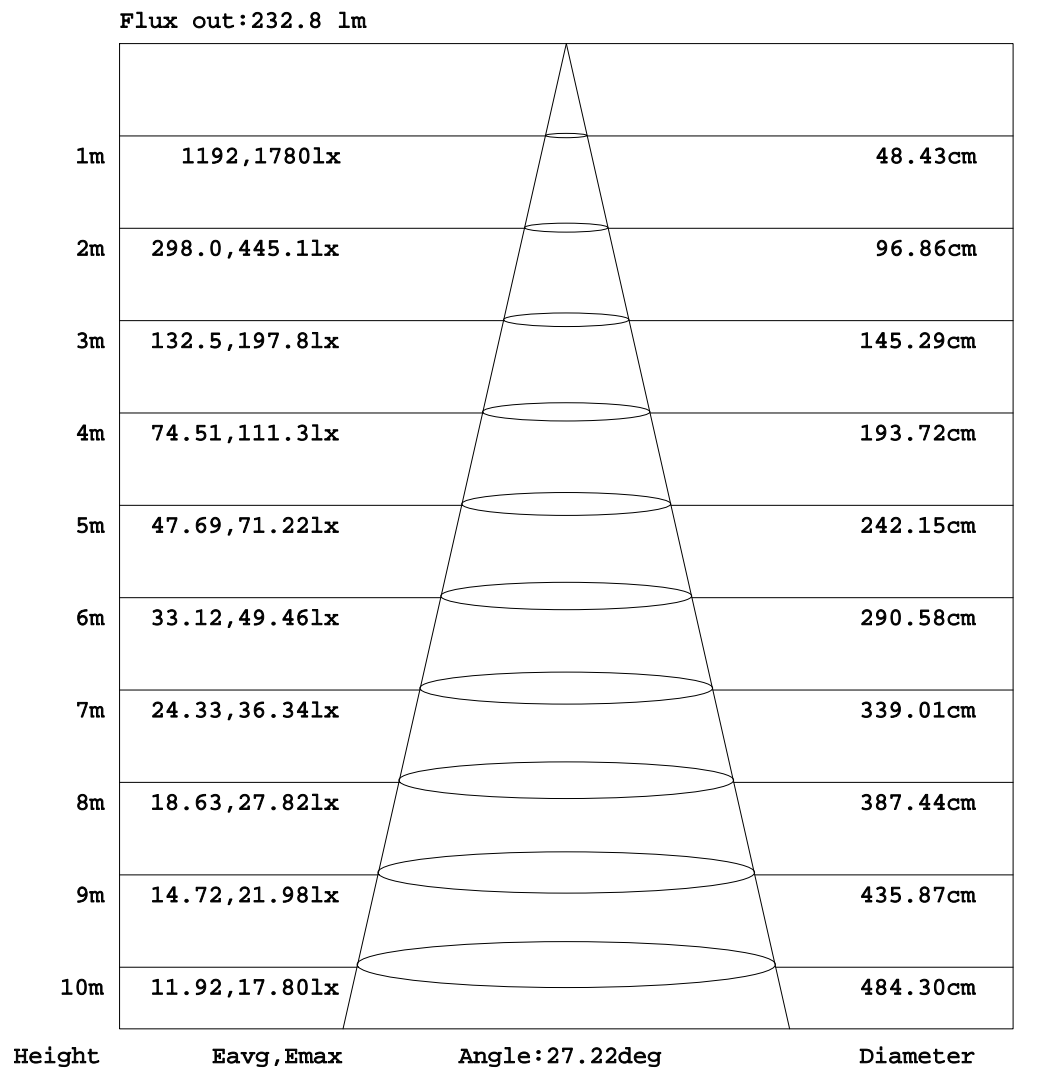 Flux out:232.8 lm
1m 1192,1780lx 48.43cm
2m 298.0,445.1lx 96.86cm
3m 132.5,197.8lx 145.29cm
4m 74.51,111.3lx 193.72cm
5m 47.69,71.22lx 242.15cm
6m 33.12,49.46lx 290.58cm
7m 24.33,36.34lx 339.01cm
8m 18.63,27.82lx 387.44cm
9m 14.72,21.98lx 435.87cm
10m 11.92,17.80lx 484.30cm
Height Eavg,Emax Angle:27.22deg Diameter